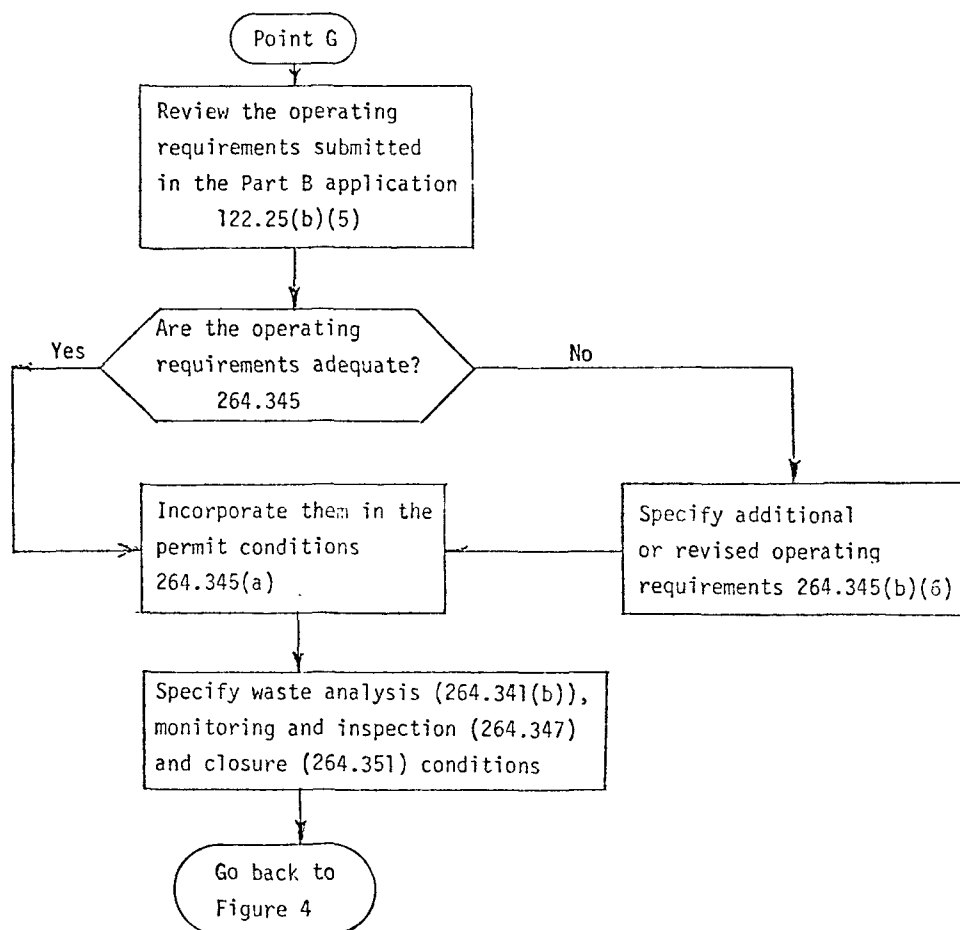 Point G
Review the operating
requirements submitted
in the Part B application
122.25(b)(5)
Are the operating
requirements adequate?
264.345
Yes
No
Incorporate them in the
permit conditions
264.345(a)
Specify additional
or revised operating
requirements 264.345(b)(6)
Specify waste analysis (264.341(b)),
monitoring and inspection (264.347)
and closure (264.351) conditions
Go back to
Figure 4